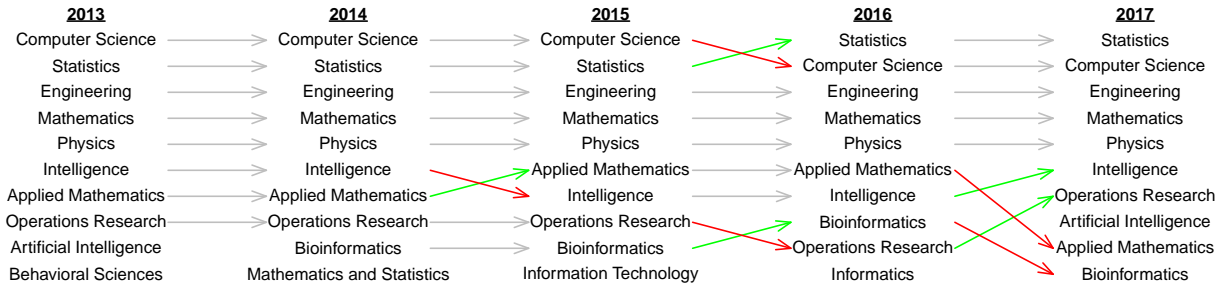 2013 2014 2015 2016 2017
Computer Science Computer Science Computer Science Statistics Statistics
Statistics Statistics Statistics Computer Science Computer Science
Engineering Engineering Engineering Engineering Engineering
Mathematics Mathematics Mathematics Mathematics Mathematics
Physics Physics Physics Physics Physics
Intelligence Intelligence Applied Mathematics Applied Mathematics Intelligence
Applied Mathematics Applied Mathematics Intelligence Intelligence Operations Research
Operations Research Operations Research Operations Research Bioinformatics Artificial Intelligence
Artificial Intelligence Bioinformatics Bioinformatics Operations Research Applied Mathematics
Behavioral Sciences Mathematics and Statistics Information Technology Informatics Bioinformatics